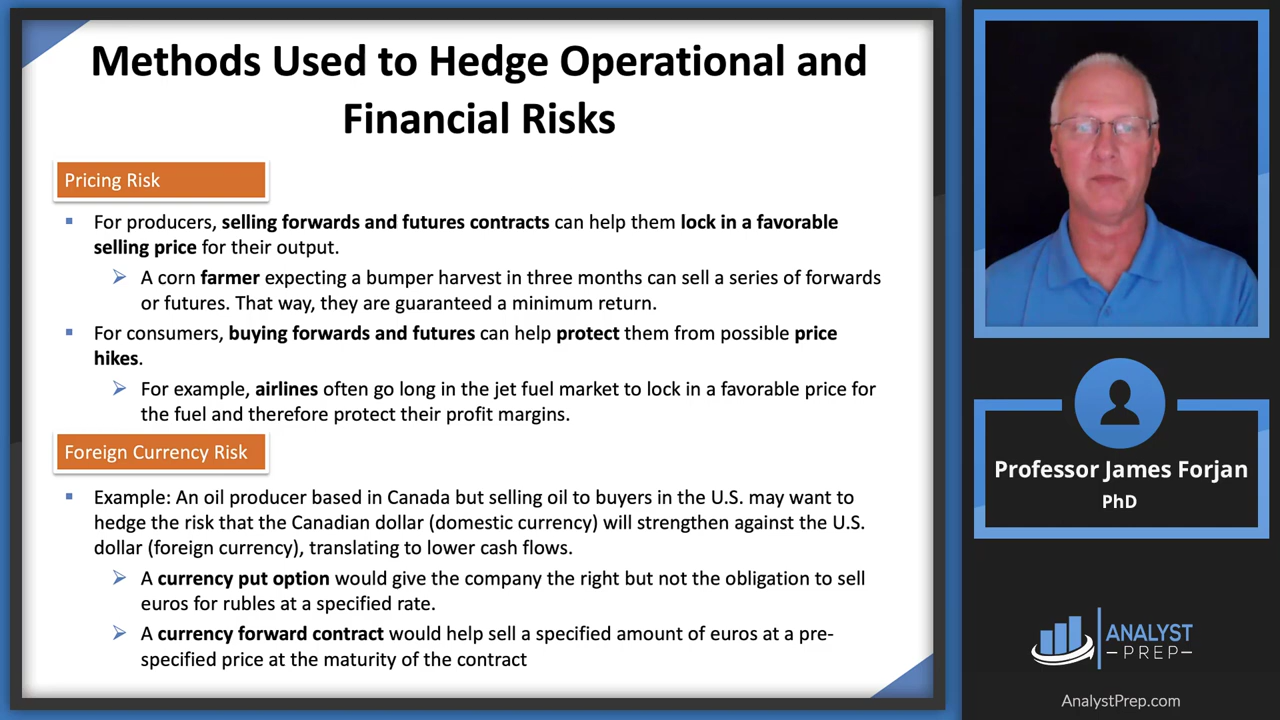 Methods Used to Hedge Operational and
Financial Risks
Pricing Risk
▪ For producers, selling forwards and futures contracts can help them lock in a favorable
selling price for their output.
➢ A corn farmer expecting a bumper harvest in three months can sell a series of forwards
or futures. That way, they are guaranteed a minimum return.
▪ For consumers, buying forwards and futures can help protect them from possible price
hikes.
➢ For example, airlines often go long in the jet fuel market to lock in a favorable price for
the fuel and therefore protect their profit margins.
Foreign Currency Risk
▪ Example: An oil producer based in Canada but selling oil to buyers in the U.S. may want to
hedge the risk that the Canadian dollar (domestic currency) will strengthen against the U.S.
dollar (foreign currency), translating to lower cash flows.
➢ A currency put option would give the company the right but not the obligation to sell
euros for rubles at a specified rate.
➢ A currency forward contract would help sell a specified amount of euros at a pre-
specified price at the maturity of the contract
Professor James Forjan
PhD
ANALYST
–PREP–
AnalystPrep.com